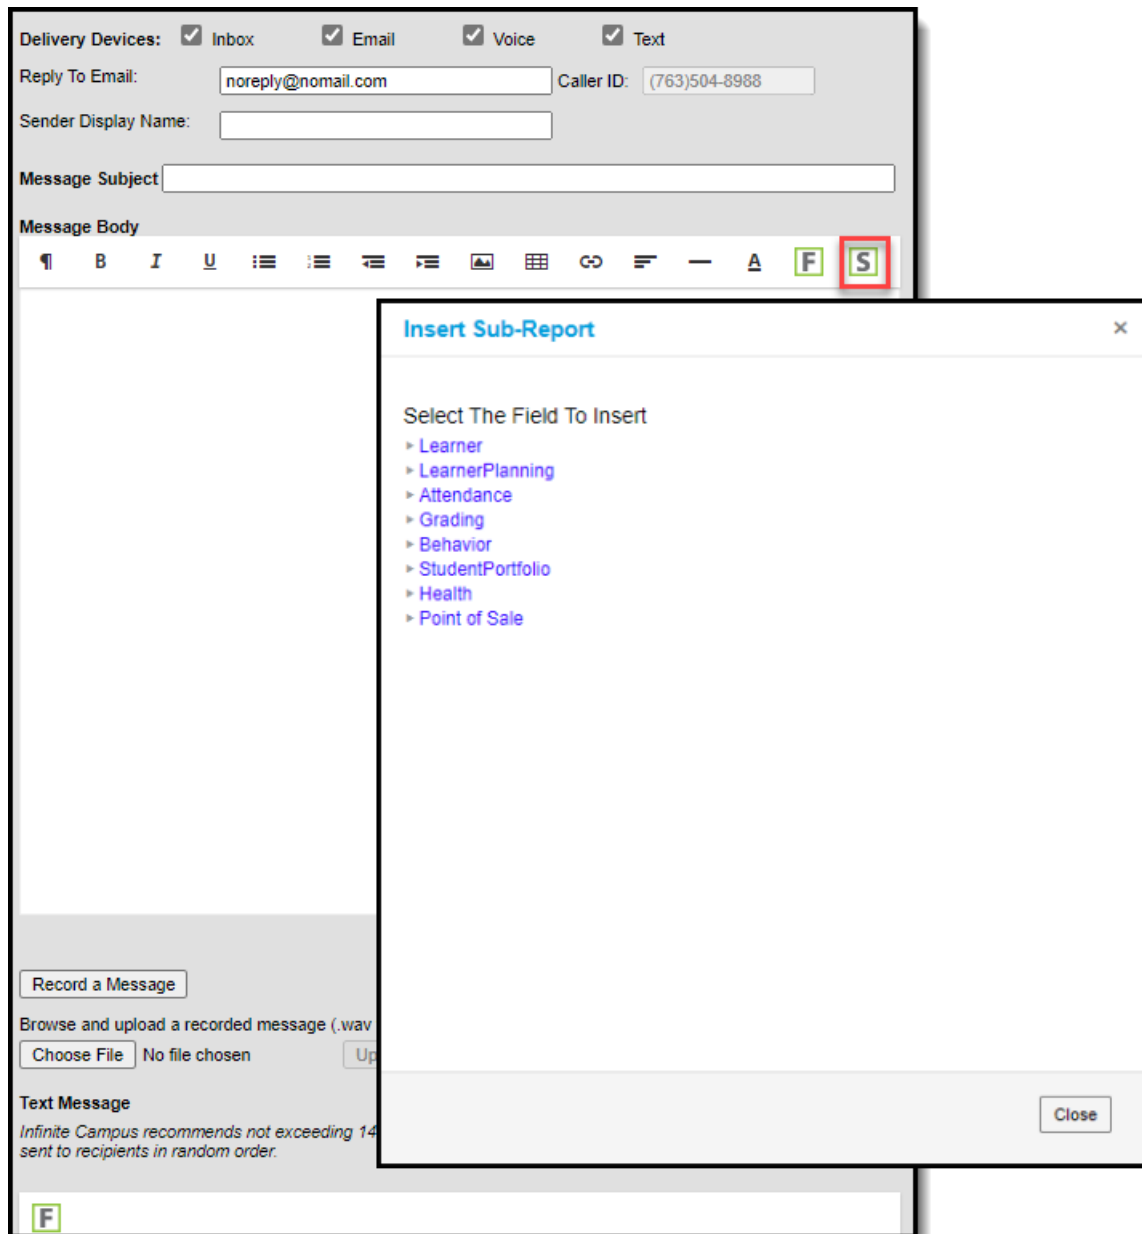 Delivery Devices: Inbox Email Voice Text
Reply To Email: noreply@nomail.com Caller ID: (763)504-8988
Sender Display Name:
Message Subject
Message Body
¶ B I U A F S
Insert Sub-Report ×
Select The Field To Insert
Learner
LearnerPlanning
Attendance
Grading
Behavior
StudentPortfolio
Health
Point of Sale
Record a Message
Browse and upload a recorded message (.wav
Choose File No file chosen Up
Text Message
Close
Infinite Campus recommends not exceeding 14
sent to recipients in random order.
F